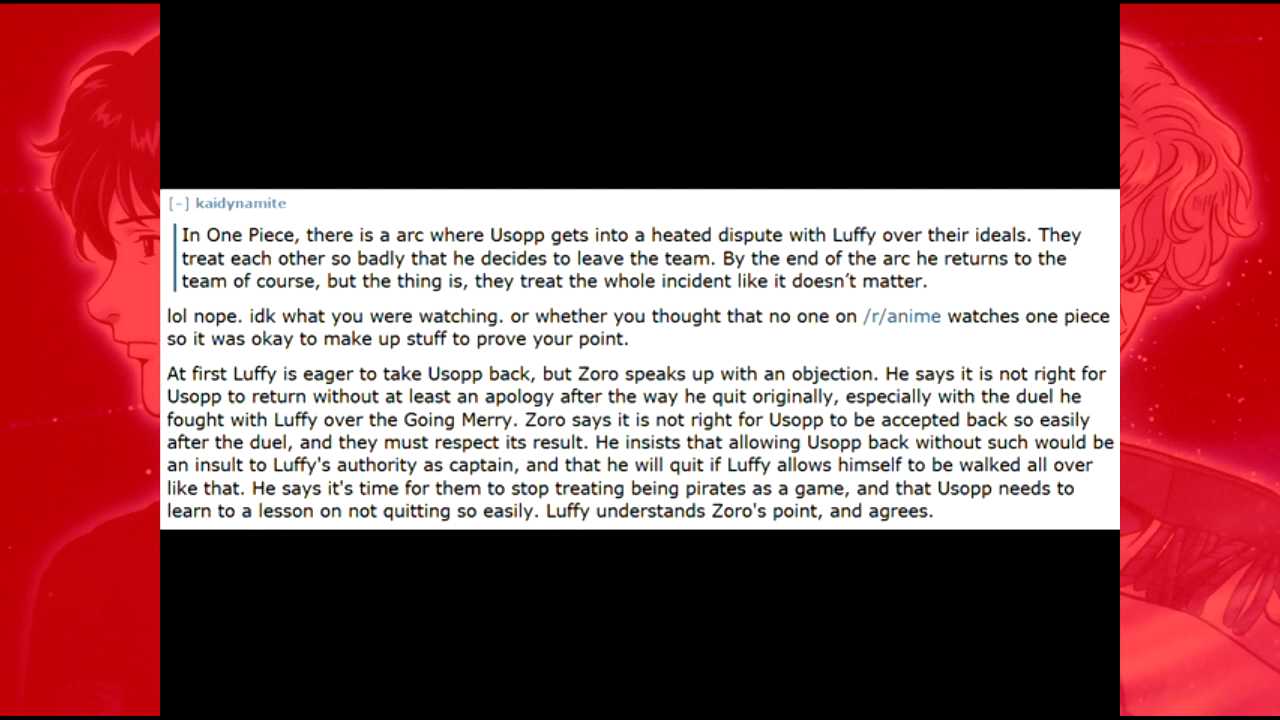 [-] kaidynamite
In One Piece, there is a arc where Usopp gets into a heated dispute with Luffy over their ideals. They
treat each other so badly that he decides to leave the team. By the end of the arc he returns to the
team of course, but the thing is, they treat the whole incident like it doesn’t matter.
lol nope. idk what you were watching. or whether you thought that no one on /r/anime watches one piece
so it was okay to make up stuff to prove your point.
At first Luffy is eager to take Usopp back, but Zoro speaks up with an objection. He says it is not right for
Usopp to return without at least an apology after the way he quit originally, especially with the duel he
fought with Luffy over the Going Merry. Zoro says it is not right for Usopp to be accepted back so easily
after the duel, and they must respect its result. He insists that allowing Usopp back without such would be
an insult to Luffy's authority as captain, and that he will quit if Luffy allows himself to be walked all over
like that. He says it's time for them to stop treating being pirates as a game, and that Usopp needs to
learn to a lesson on not quitting so easily. Luffy understands Zoro's point, and agrees.